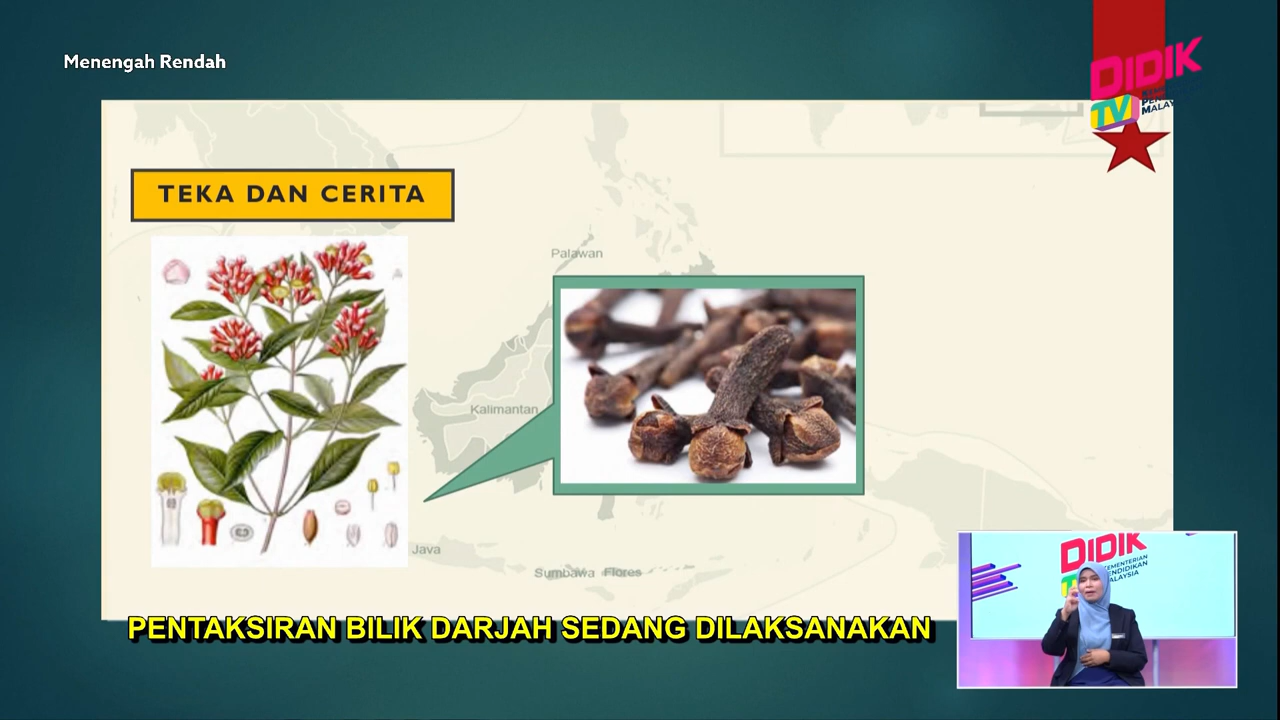 Menengah Rendah
DIDIK
TV
TEKA DAN CERITA
Palawan
Kalimantan
Java
Sumbawa Flores
DIDIK
KEMENTERIAN
PENDIDIKAN
MALAYSIA
PENTAKSIRAN BILIK DARJAH SEDANG DILAKSANAKAN